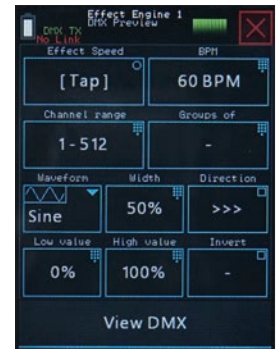 Effect Engine 1
DMX TX
DMX Preview
No Link
Effect Speed
BPM
[Tap]
60 BPM
Channel range
Groups of
1-512
-
Waveform
Width
Direction
Sine
50%
>>>
Low value
High value
Invert
0%
100%
-
View DMX